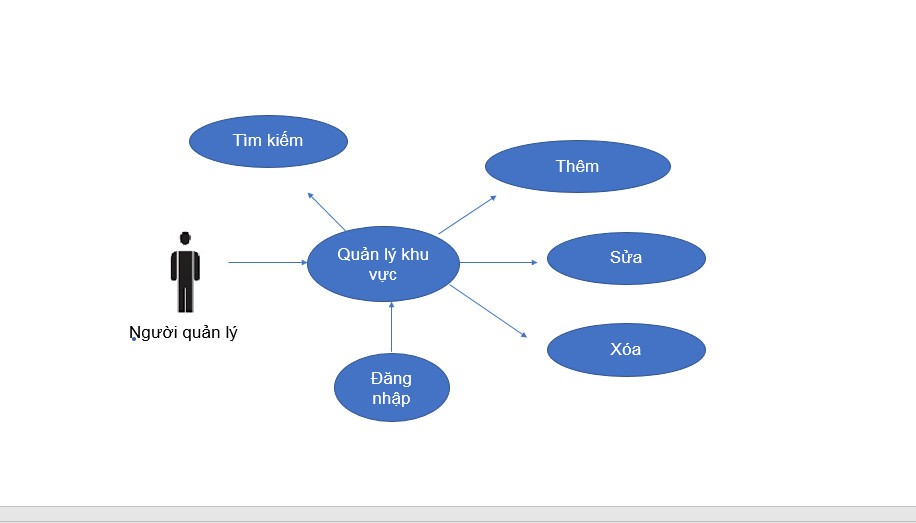 Tìm kiếm
Thêm
Quản lý khu
vực
Sửa
Người quản lý
Xóa
Đăng
nhập